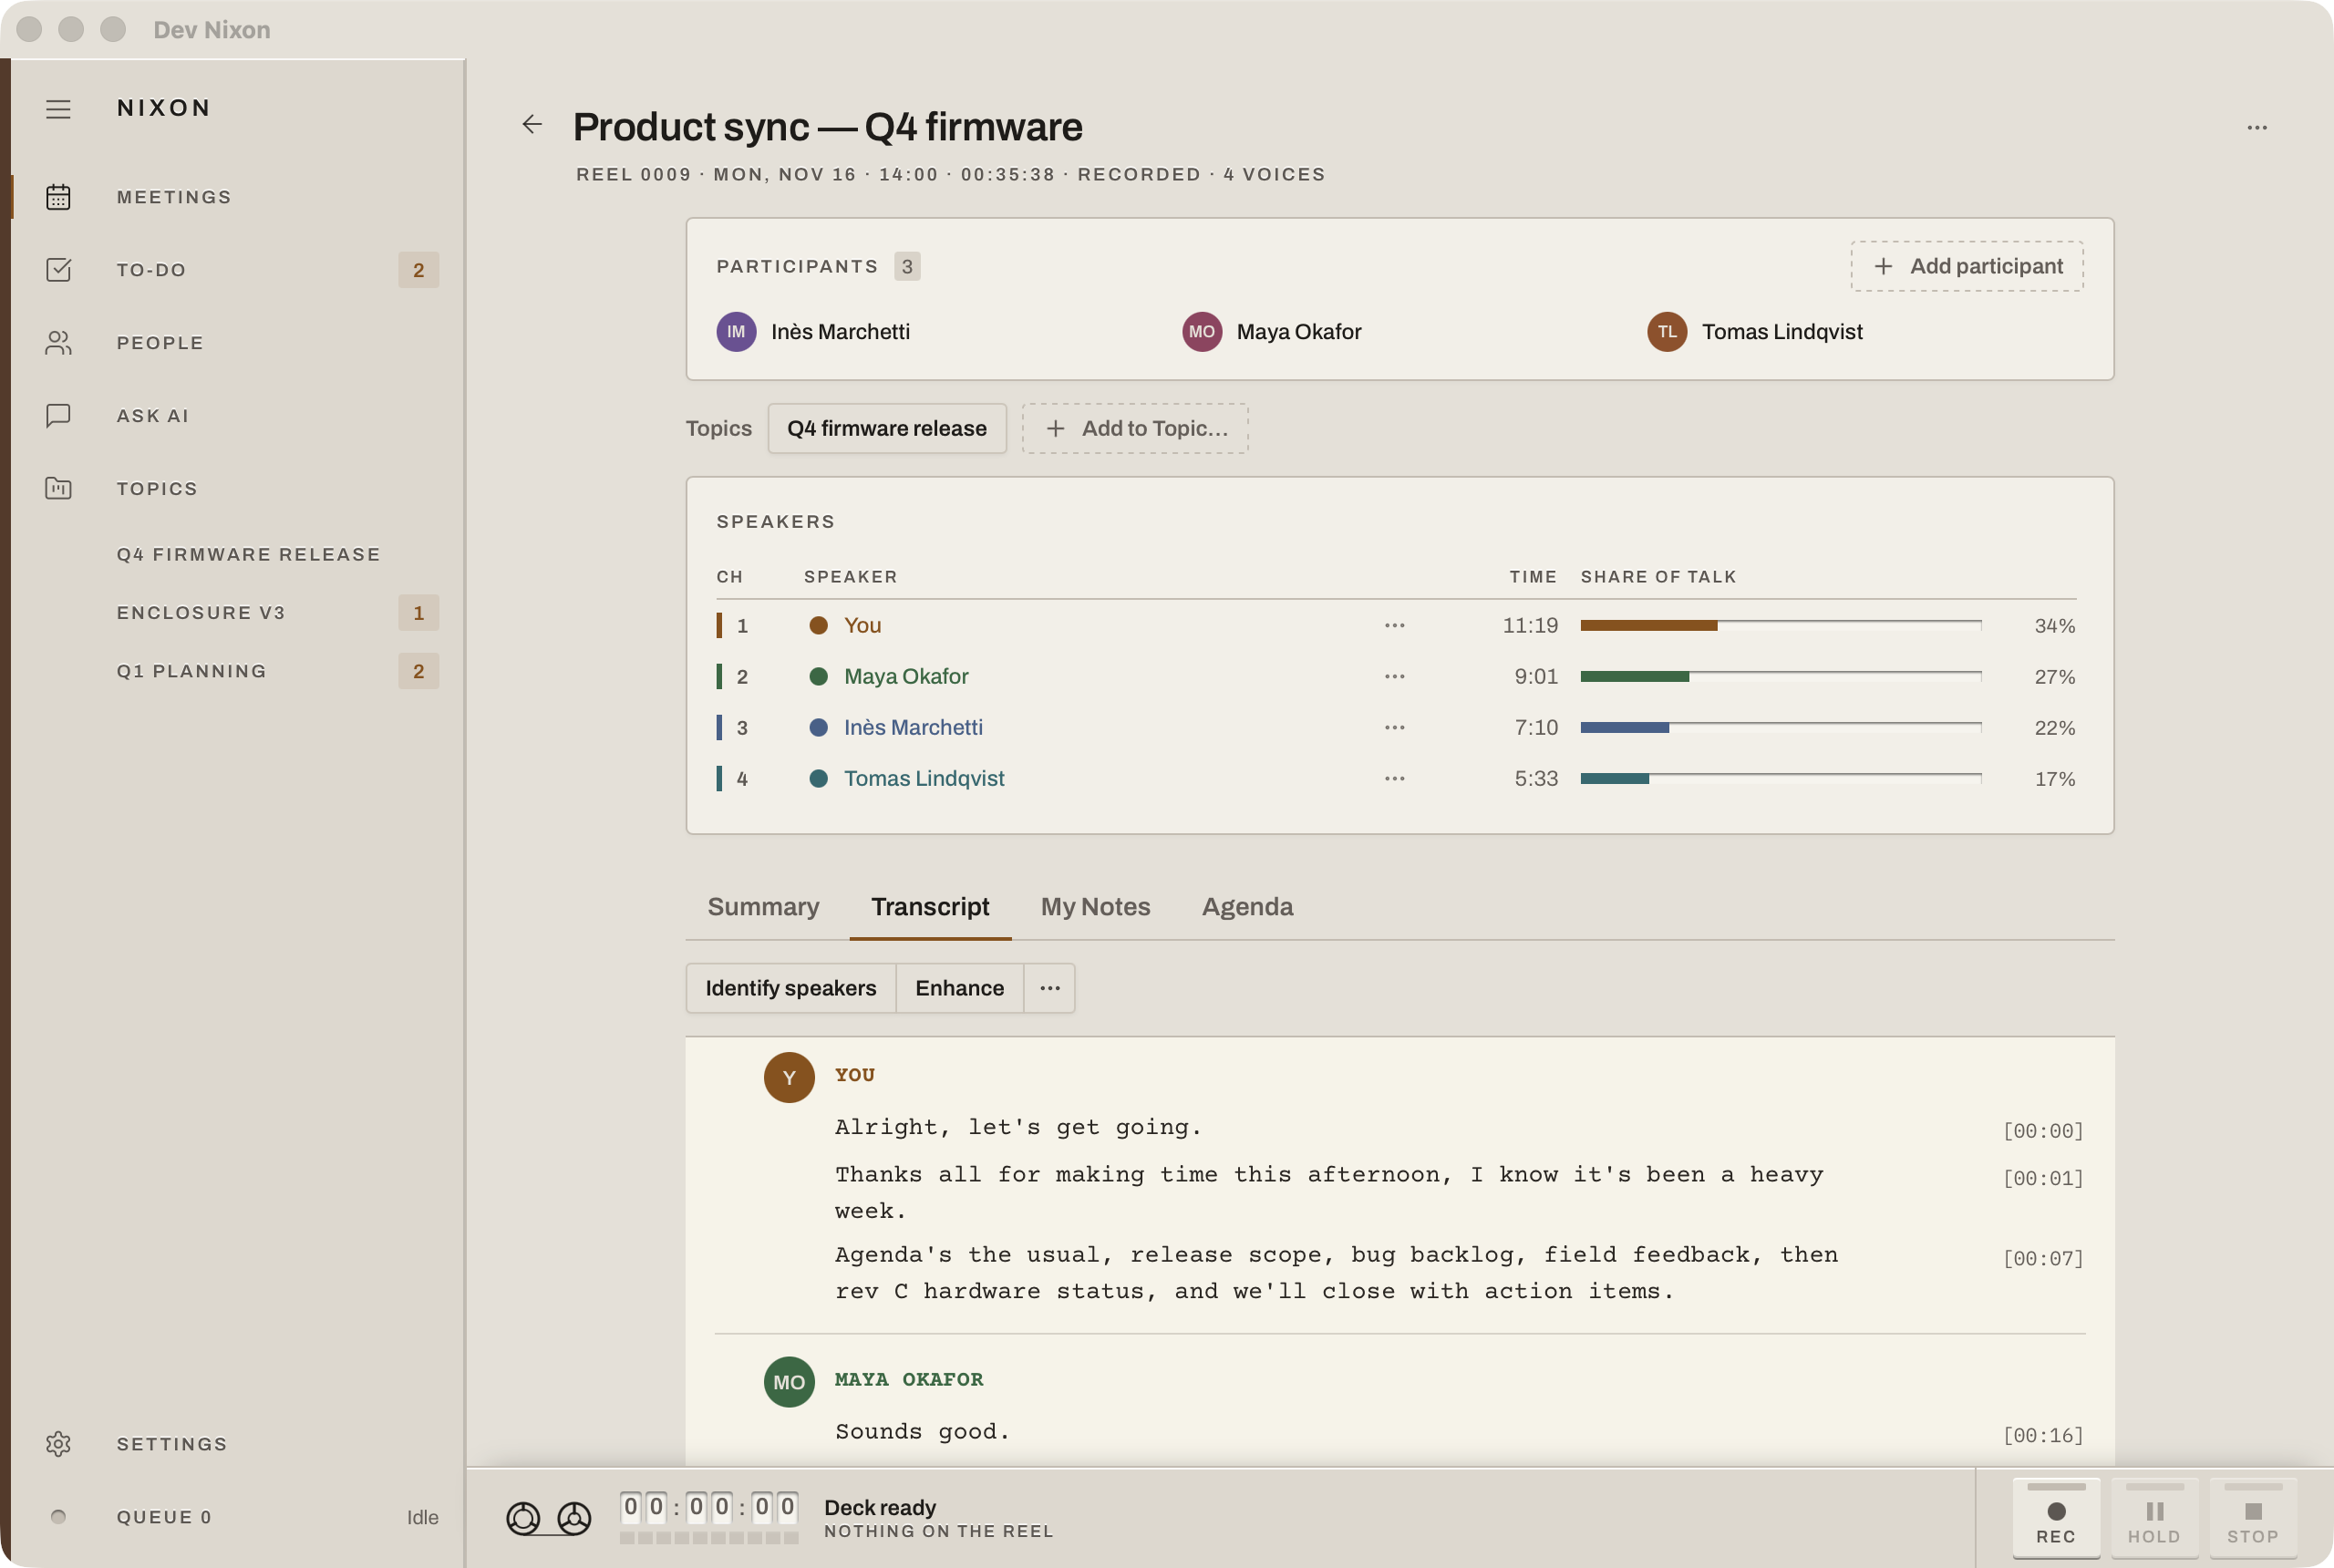 Dev Nixon
NIXON
MEETINGS
TO-DO 2
PEOPLE
ASK AI
TOPICS
Q4 FIRMWARE RELEASE
ENCLOSURE V3 1
Q1 PLANNING 2
SETTINGS
QUEUE 0 Idle
Product sync — Q4 firmware
REEL 0009 · MON, NOV 16 · 14:00 · 00:35:38 · RECORDED · 4 VOICES
PARTICIPANTS 3
+ Add participant
IM Inès Marchetti
MO Maya Okafor
TL Tomas Lindqvist
Topics Q4 firmware release + Add to Topic...
SPEAKERS
CH SPEAKER TIME SHARE OF TALK
1 You ... 11:19 34%
2 Maya Okafor ... 9:01 27%
3 Inès Marchetti ... 7:10 22%
4 Tomas Lindqvist ... 5:33 17%
Summary Transcript My Notes Agenda
Identify speakers Enhance ...
Y YOU
Alright, let's get going. [00:00]
Thanks all for making time this afternoon, I know it's been a heavy [00:01]
week.
Agenda's the usual, release scope, bug backlog, field feedback, then [00:07]
rev C hardware status, and we'll close with action items.
MO MAYA OKAFOR
Sounds good. [00:16]
00:00:00
Deck ready
NOTHING ON THE REEL
REC HOLD STOP